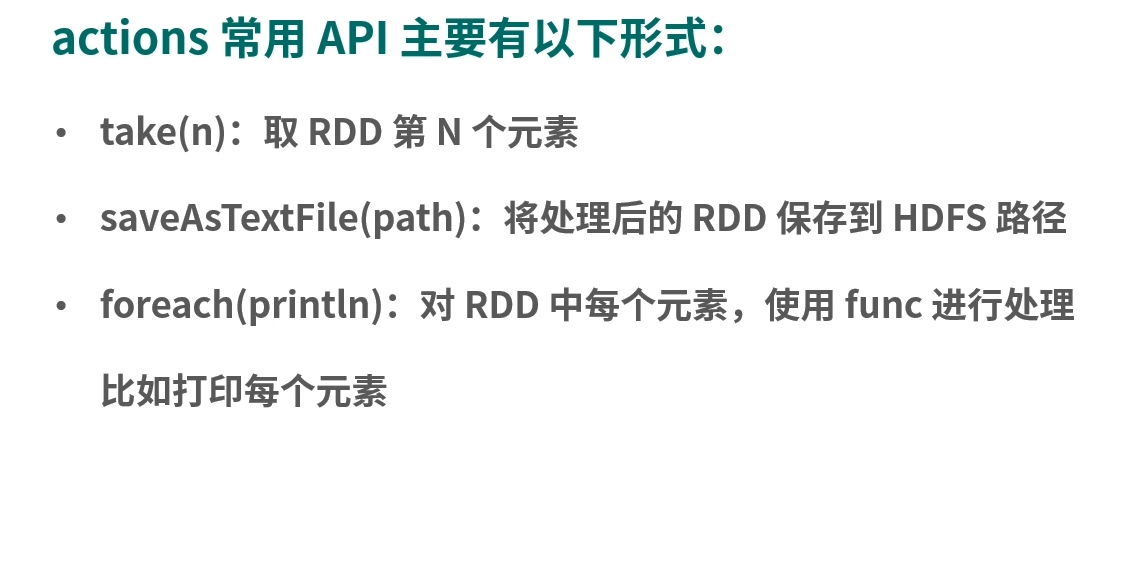 actions 常用 API 主要有以下形式：
• take(n)：取 RDD 第 N 个元素
• saveAsTextFile(path)：将处理后的 RDD 保存到 HDFS 路径
• foreach(println)：对 RDD 中每个元素，使用 func 进行处理
比如打印每个元素